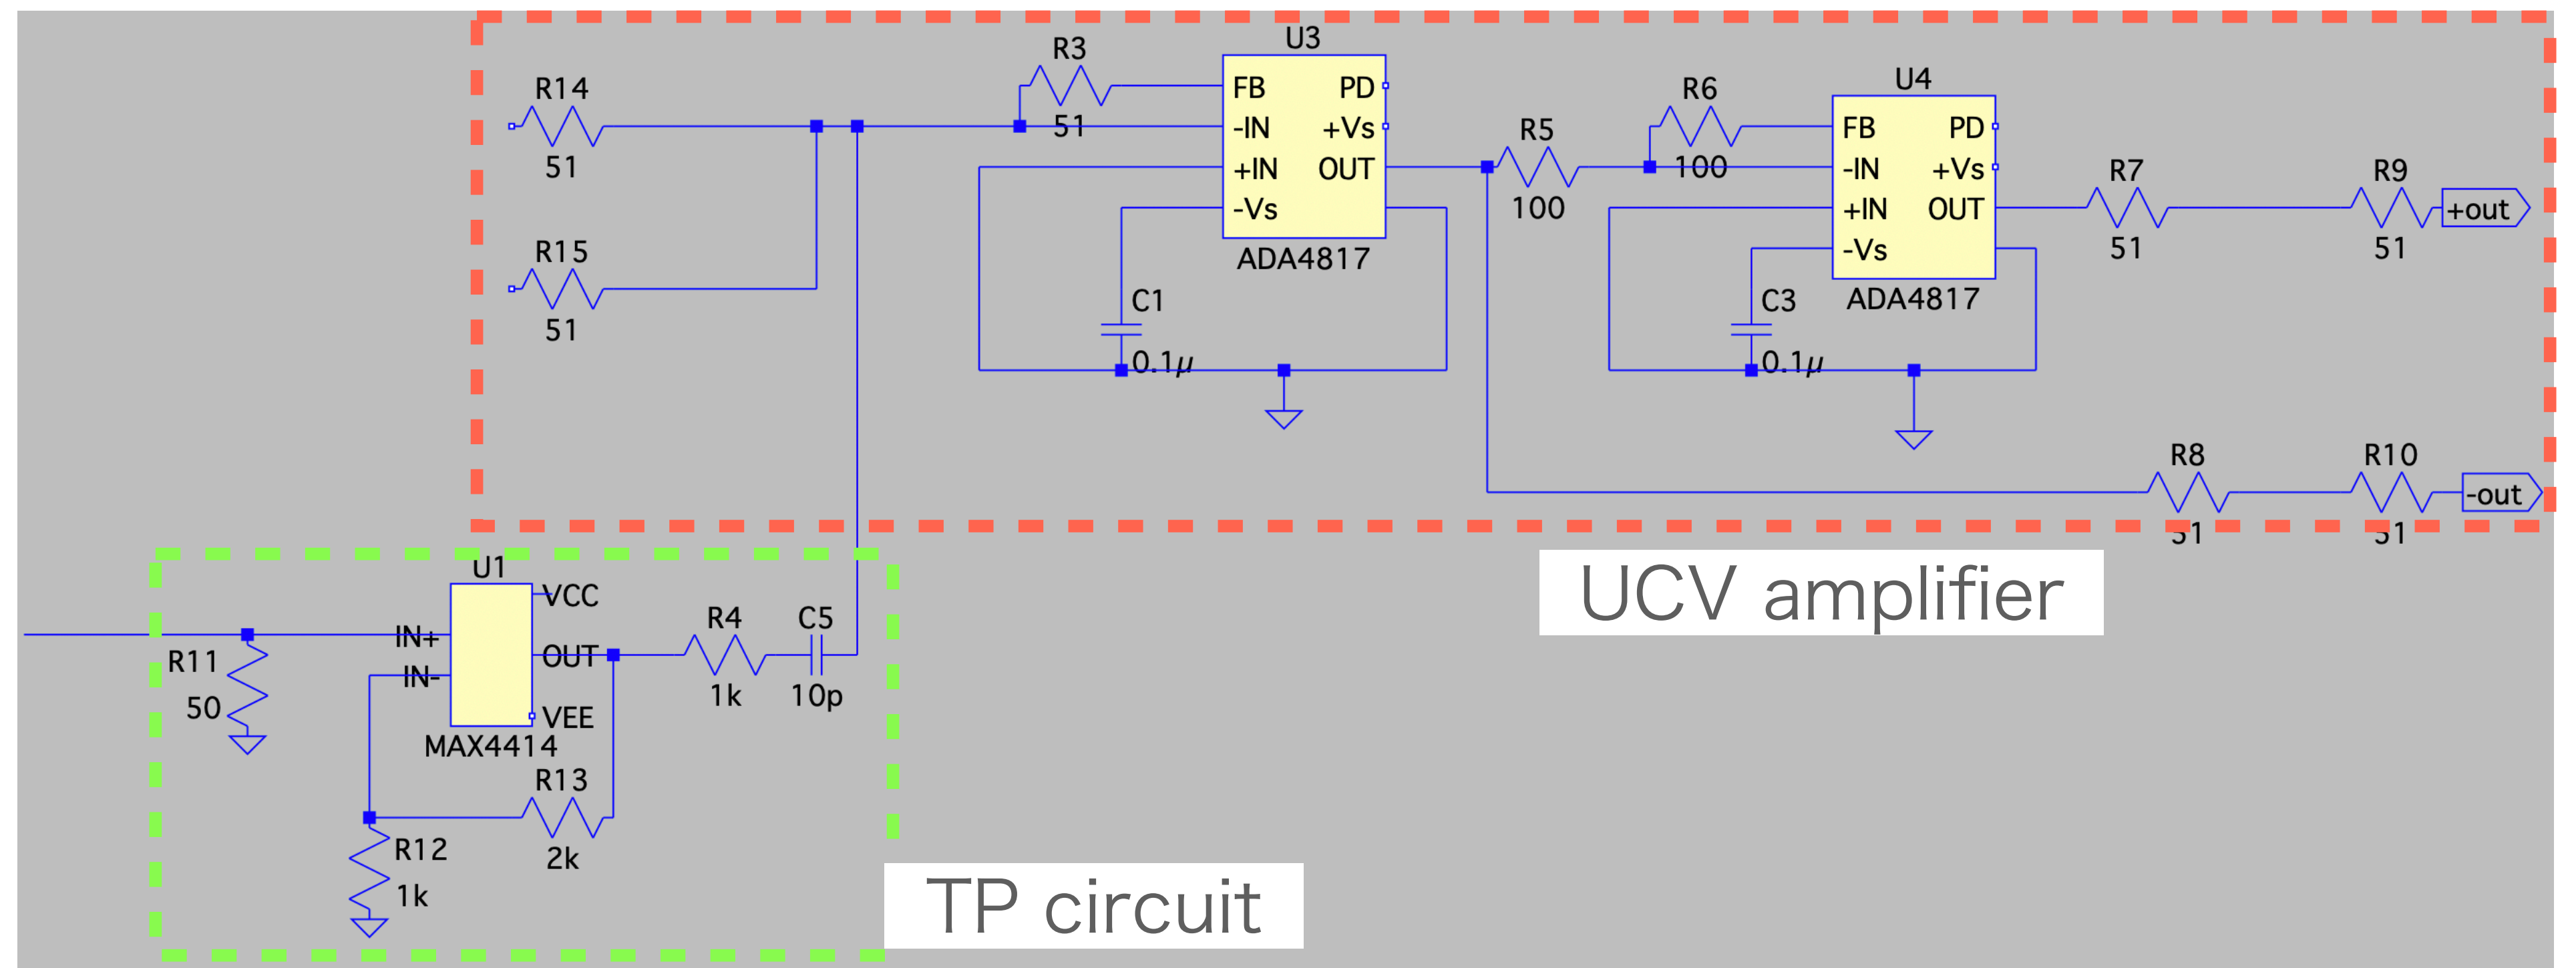 U3
R3
51
R14
51
R15
51
FB
-IN
+IN
-Vs
PD
+Vs
OUT
ADA4817
C1
0.1µ
R5
100
R6
100
U4
FB
-IN
+IN
-Vs
PD
+Vs
OUT
ADA4817
C3
0.1µ
R7
51
R9
51
+out
R8
51
R10
51
-out
UCV amplifier
U1
VCC
IN+
IN-
OUT
VEE
MAX4414
R11
50
R4
1k
C5
10p
R13
2k
R12
1k
TP circuit